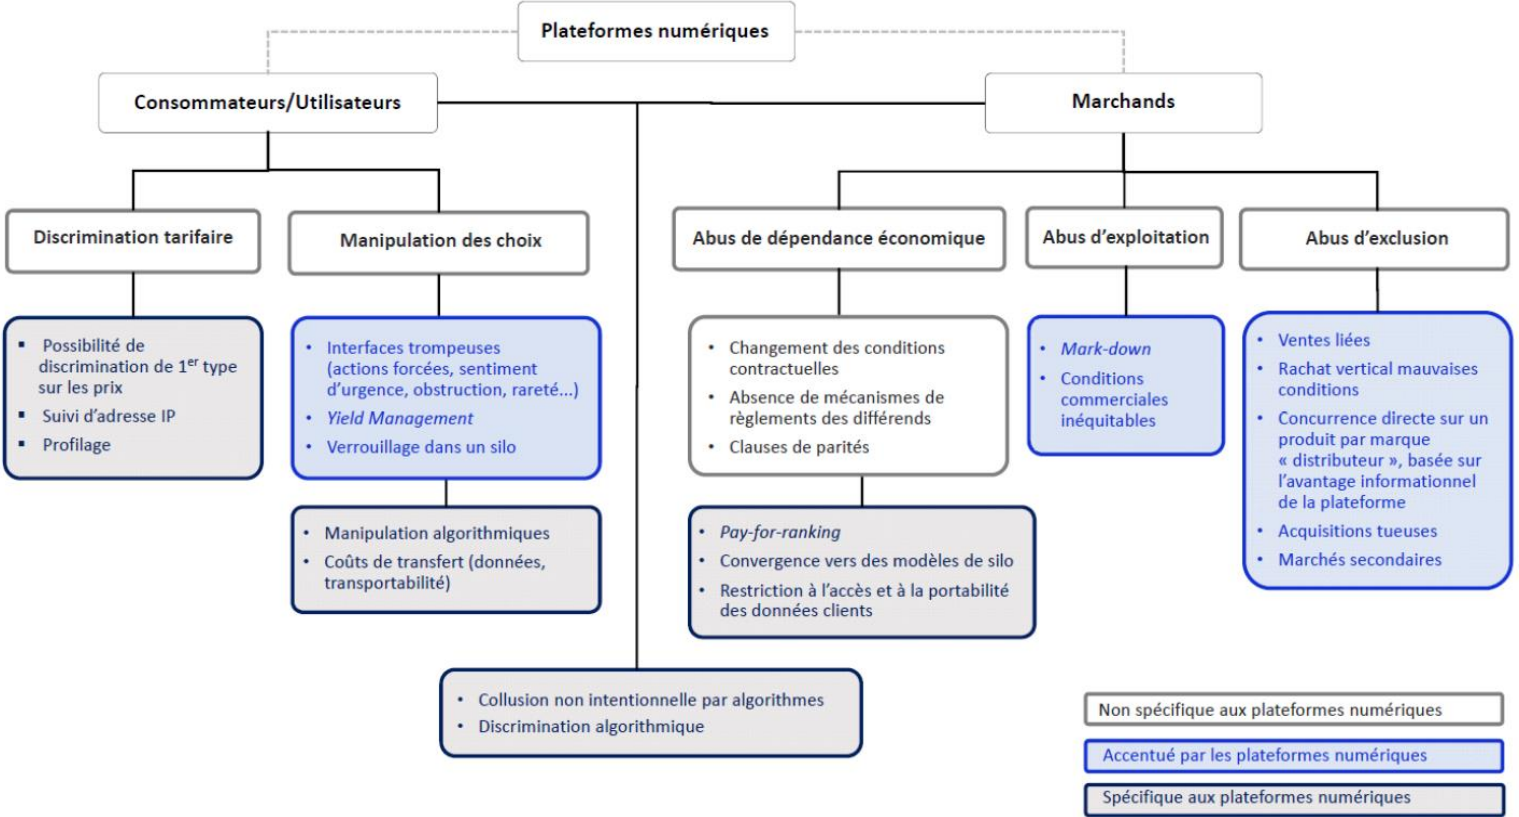 Plateformes numériques
Consommateurs/Utilisateurs
Marchands
Discrimination tarifaire
Manipulation des choix
Abus de dépendance économique
Abus d'exploitation
Abus d'exclusion
▪ Possibilité de
discrimination de 1er type
sur les prix
▪ Suivi d'adresse IP
▪ Profilage
• Interfaces trompeuses
(actions forcées, sentiment
d'urgence, obstruction, rareté...)
• Yield Management
• Verrouillage dans un silo
• Manipulation algorithmiques
• Coûts de transfert (données,
transportabilité)
• Changement des conditions
contractuelles
• Absence de mécanismes de
règlements des différends
• Clauses de parités
• Pay-for-ranking
• Convergence vers des modèles de silo
• Restriction à l'accès et à la portabilité
des données clients
• Mark-down
• Conditions
commerciales
inéquitables
• Ventes liées
• Rachat vertical mauvaises
conditions
• Concurrence directe sur un
produit par marque
« distributeur », basée sur
l'avantage informationnel
de la plateforme
• Acquisitions tueuses
• Marchés secondaires
• Collusion non intentionnelle par algorithmes
• Discrimination algorithmique
Non spécifique aux plateformes numériques
Accentué par les plateformes numériques
Spécifique aux plateformes numériques